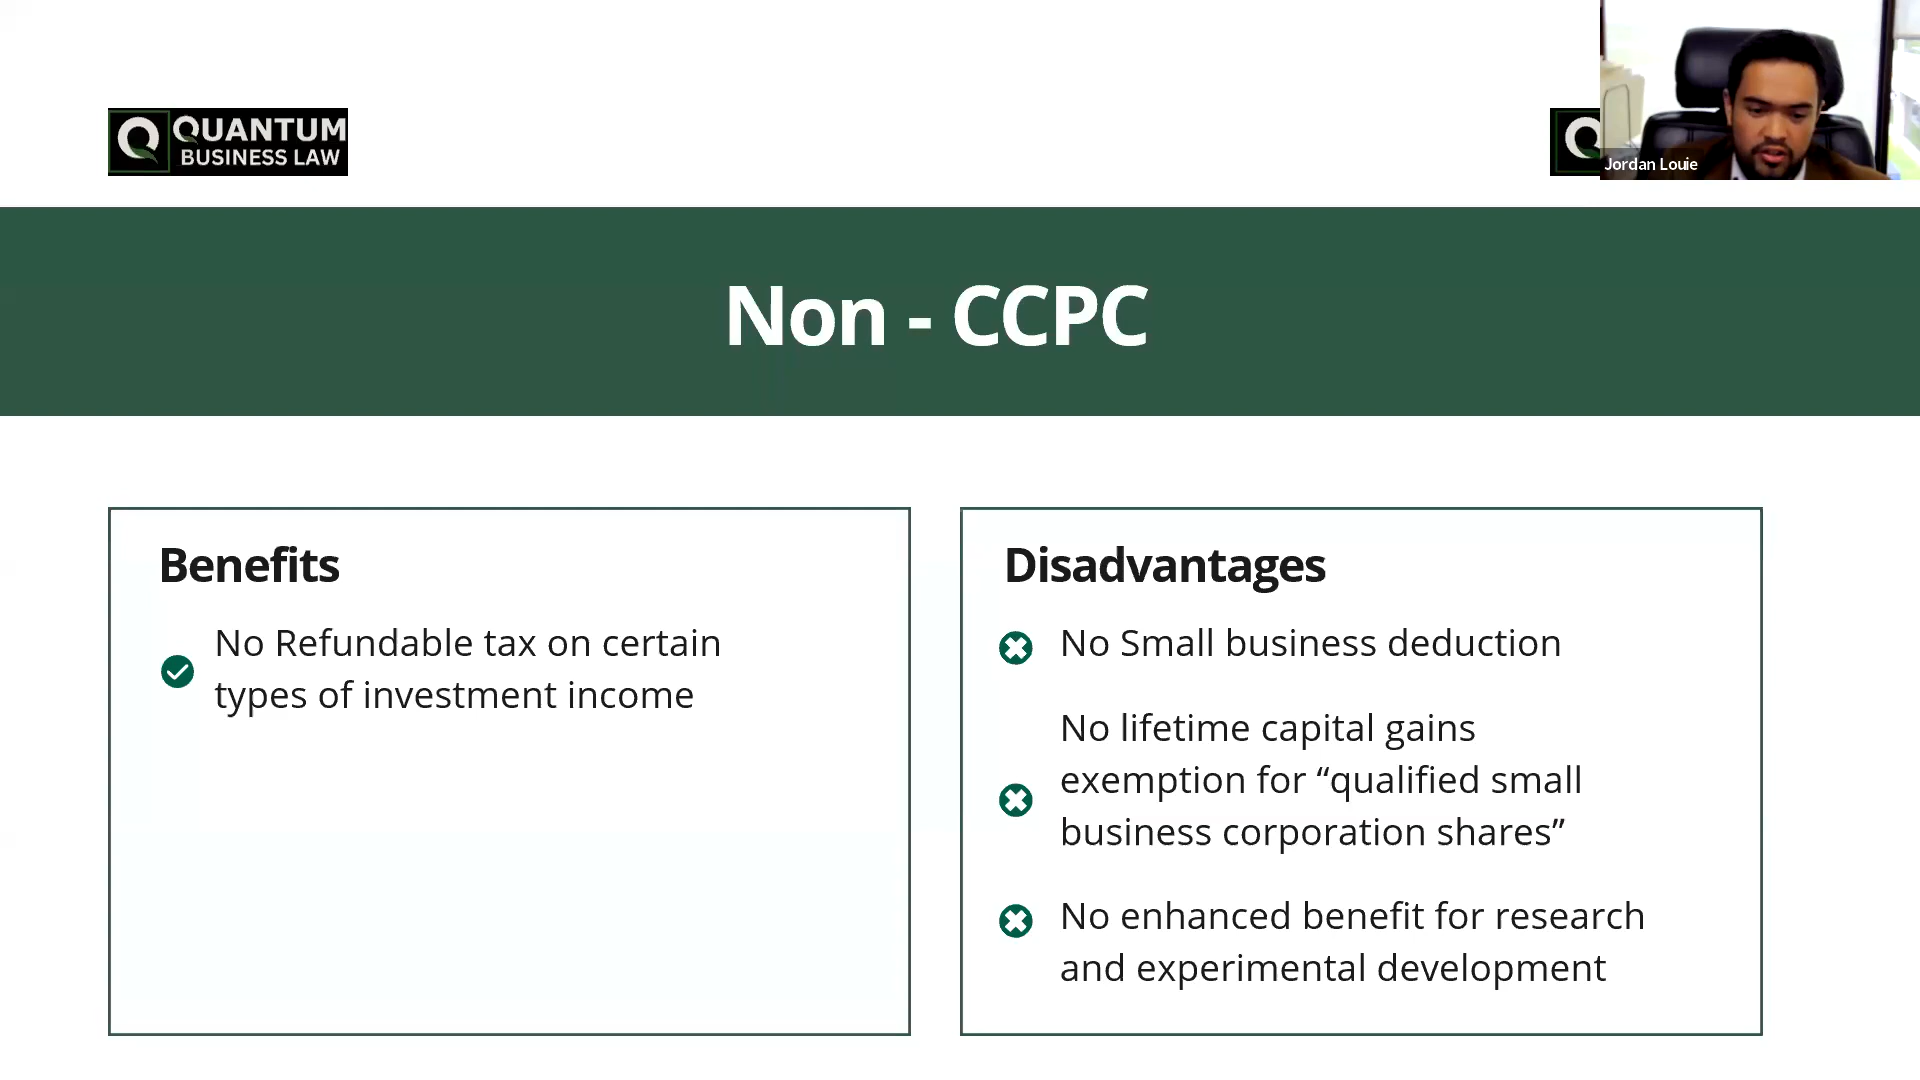 QUANTUM
BUSINESS LAW
Q
Jordan Louie
Non - CCPC
Benefits
No Refundable tax on certain
types of investment income
Disadvantages
No Small business deduction
No lifetime capital gains
exemption for “qualified small
business corporation shares”
No enhanced benefit for research
and experimental development